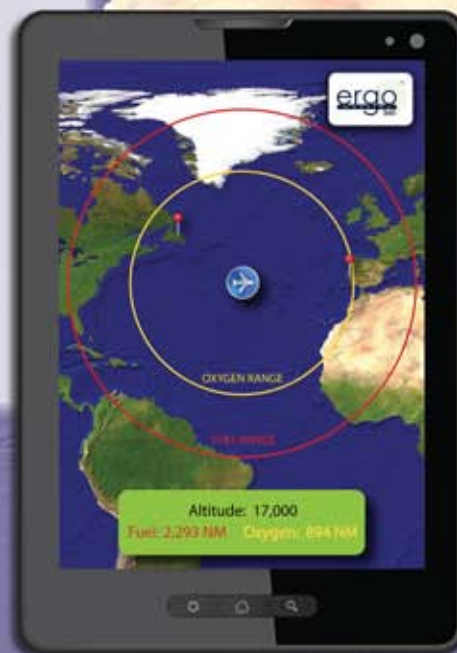 ergo
OXYGEN RANGE
FUEL RANGE
Altitude: 17,000
Fuel: 2,293 NM Oxygen: 894 NM